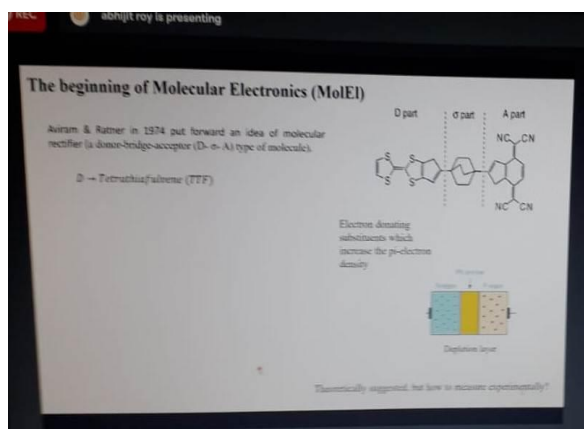 REC
abhijit roy is presenting
The beginning of Molecular Electronics (MolEl)
Aviram & Ratner in 1974 put forward an idea of molecular
rectifier (a donor-bridge-acceptor (D- σ- A) type of molecule).
D → Tetrathiafulvene (TTF)
D part
σ part
A part
NC CN
S S
S S
NC CN
Electron donating
substituents which
increase the pi-electron
density
Depletion layer
Theoretically suggested, but how to measure experimentally?